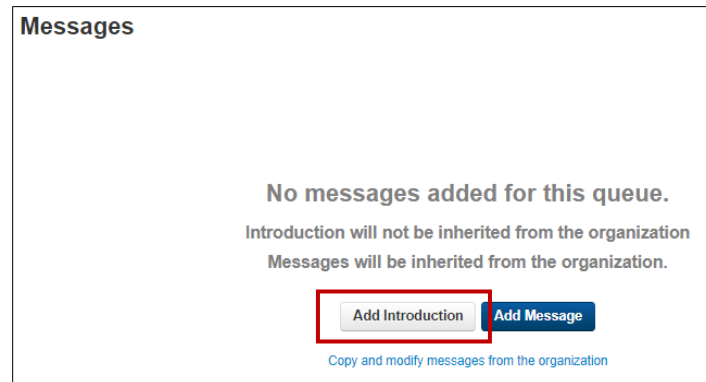 Messages
No messages added for this queue.
Introduction will not be inherited from the organization
Messages will be inherited from the organization.
Add Introduction Add Message
Copy and modify messages from the organization